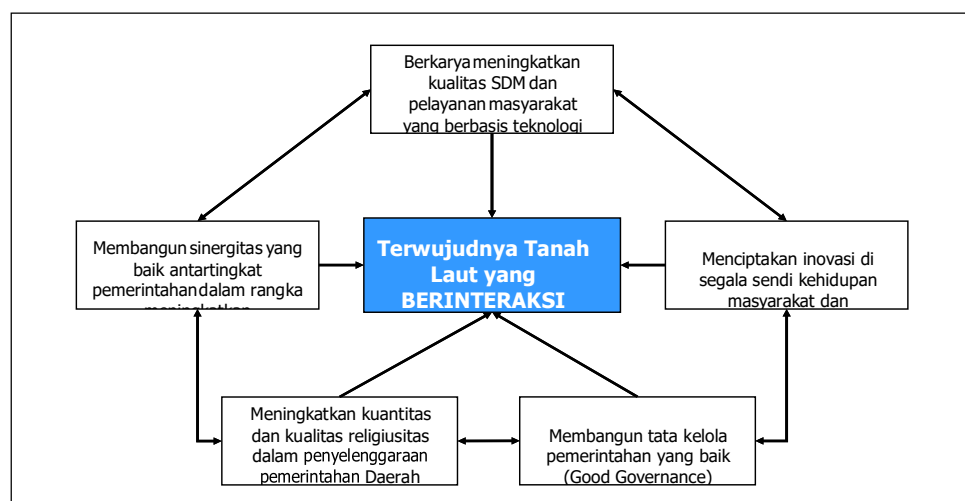 Berkarya meningkatkan
kualitas SDM dan
pelayanan masyarakat
yang berbasis teknologi
Membangun sinergitas yang
baik antartingkat
pemerintahan dalam rangka
meningkatkan
Terwujudnya Tanah
Laut yang
BERINTERAKSI
Menciptakan inovasi di
segala sendi kehidupan
masyarakat dan
Meningkatkan kuantitas
dan kualitas religiusitas
dalam penyelenggaraan
pemerintahan Daerah
Membangun tata kelola
pemerintahan yang baik
(Good Governance)